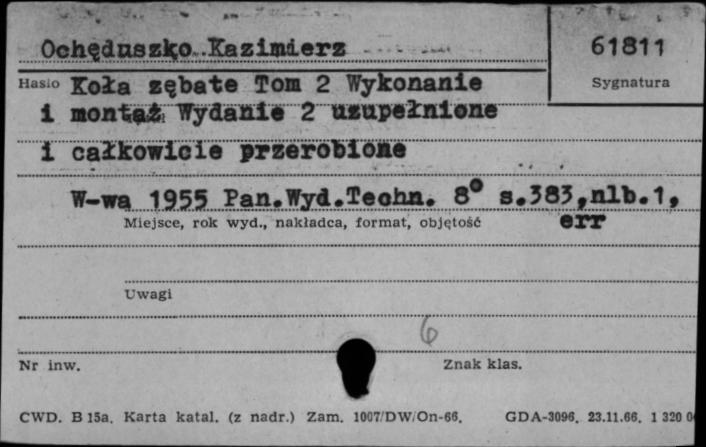 Ochęduszko Kazimierz
61811
Sygnatura
Hasło Koła zębate Tom 2 Wykonanie
i montaż Wydanie 2 uzupełnione
i całkowicie przerobione
W-wa 1955 Pan.Wyd.Techn. 8° s.383,nlb.1,
Miejsce, rok wyd., nakładca, format, objętość
err
Uwagi
6
Nr inw.
Znak klas.
CWD. B 15a. Karta katal. (z nadr.) Zam. 1007/DW/On-66. GDA-3096. 23.11.66. 1 320